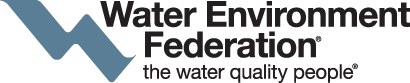 Water Environment
Federation®
the water quality people®